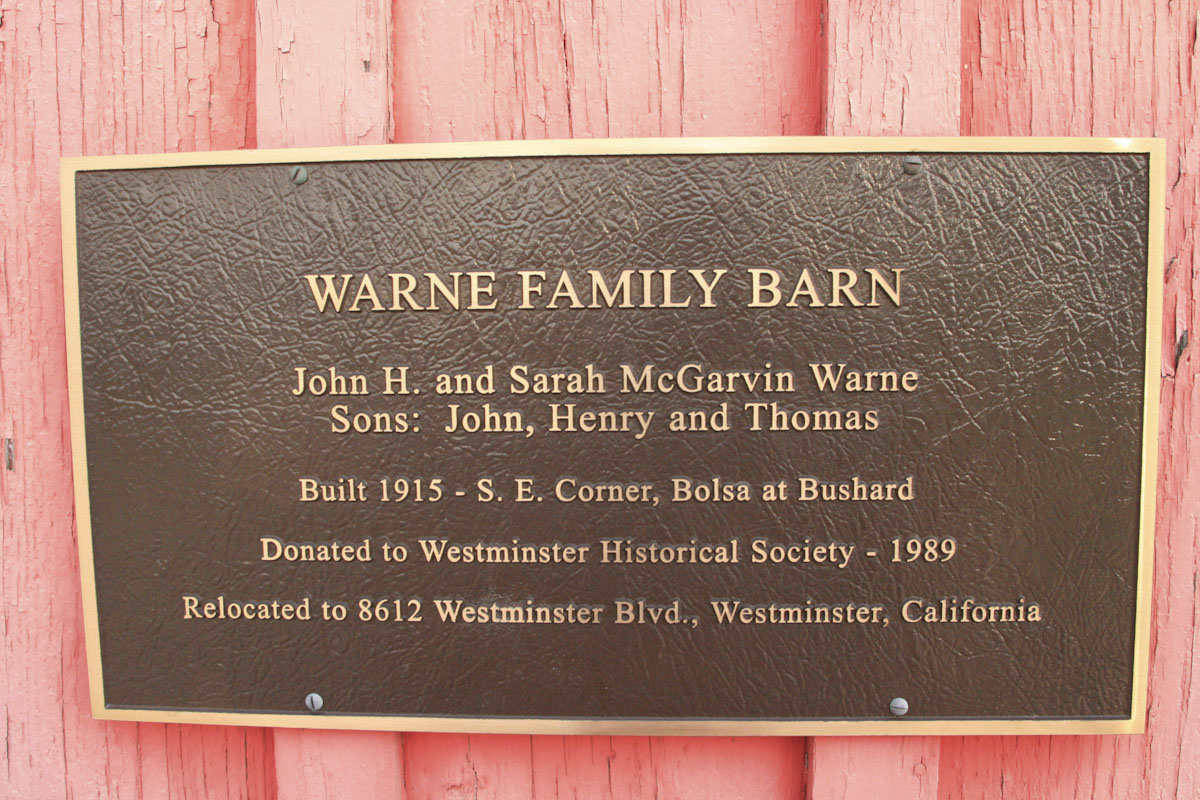 WARNE FAMILY BARN
John H. and Sarah McGarvin Warne
Sons: John, Henry and Thomas
Built 1915 - S. E. Corner, Bolsa at Bushard
Donated to Westminster Historical Society - 1989
Relocated to 8612 Westminster Blvd., Westminster, California